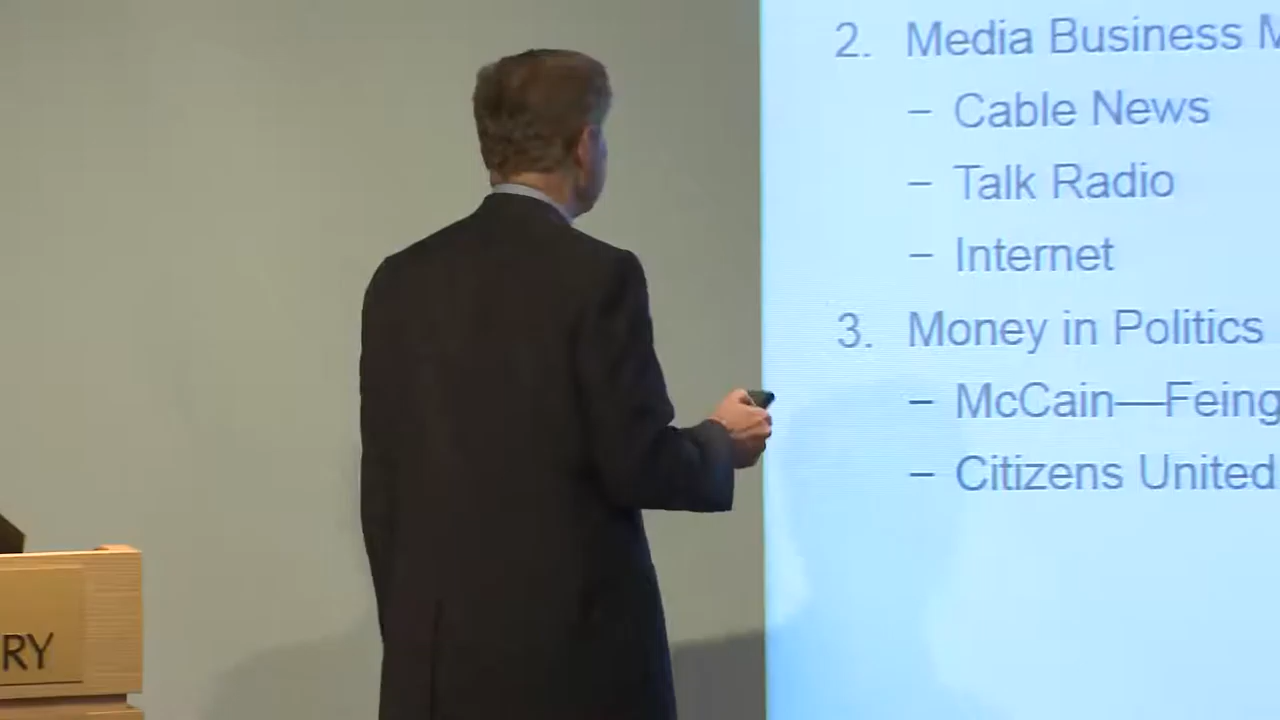 2. Media Business M
– Cable News
– Talk Radio
– Internet
3. Money in Politics
– McCain—Feing
– Citizens United
RY